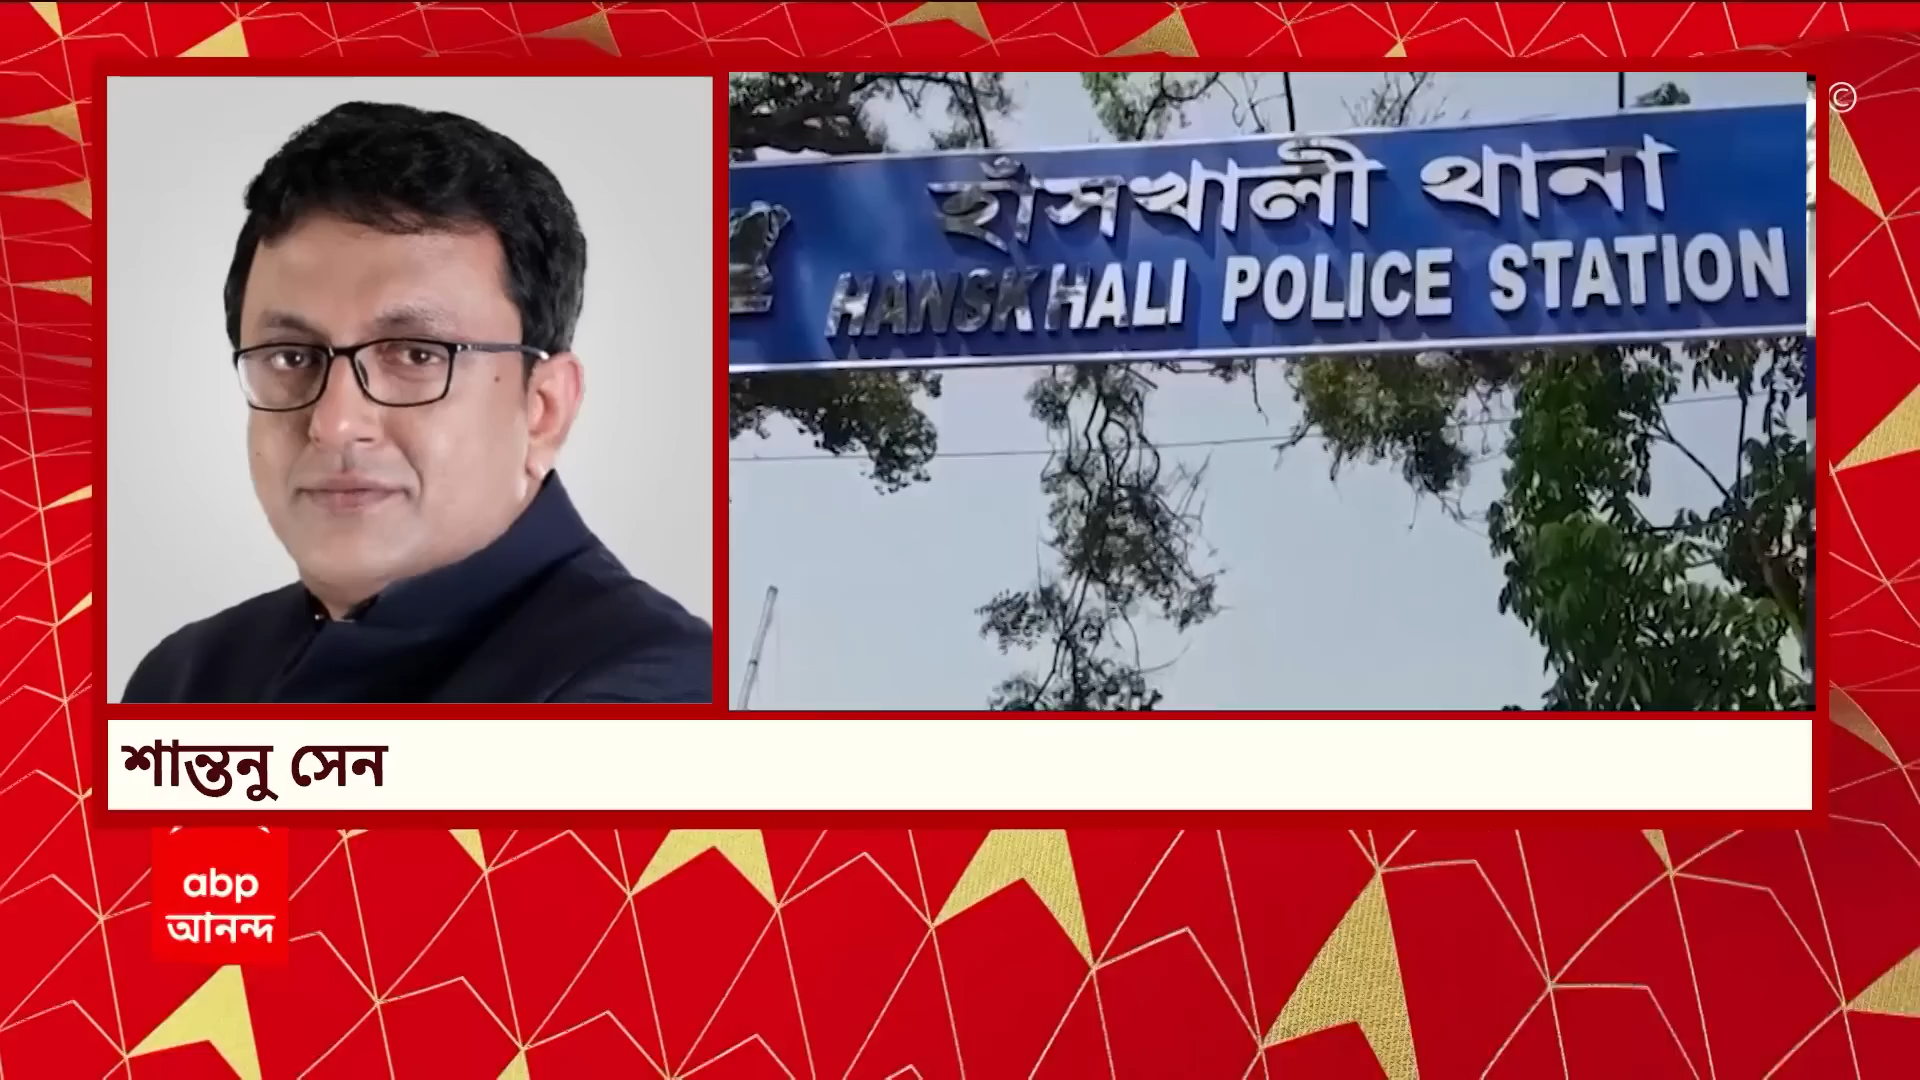 ©
হাঁসখালী থানা
HANSKHALI POLICE STATION
শান্তনু সেন
abp
আনন্দ